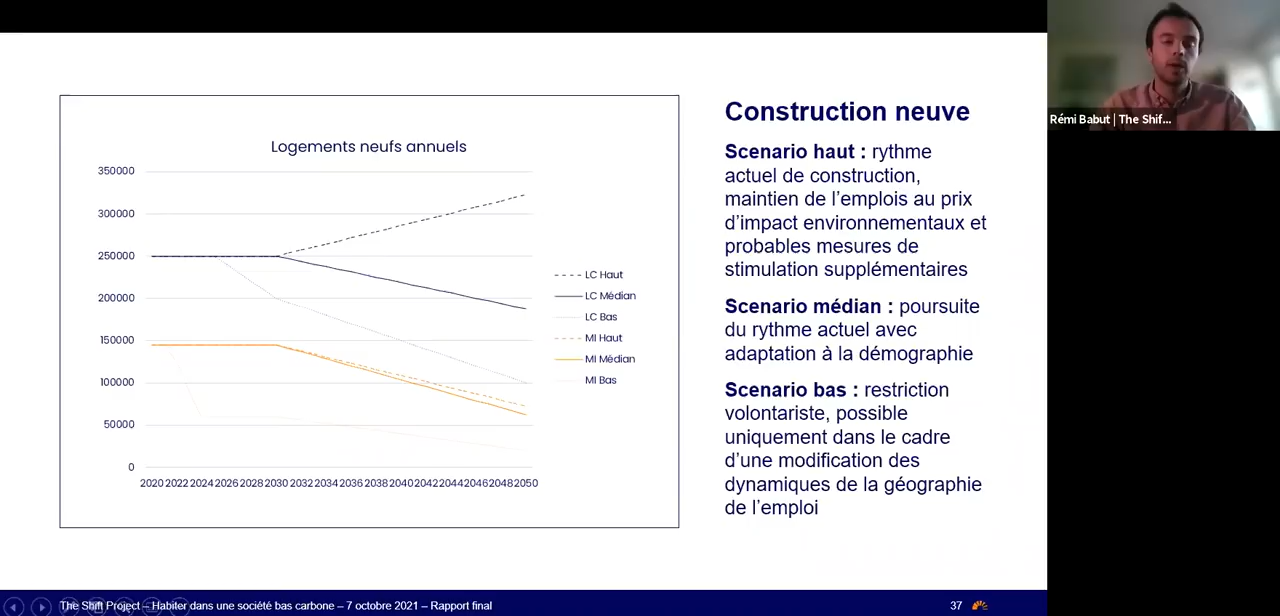 Rémi Babut | The Shif...
Logements neufs annuels
350000
300000
250000
200000
150000
100000
50000
0
2020 2022 2024 2026 2028 2030 2032 2034 2036 2038 2040 2042 2044 2046 2048 2050
LC Haut
LC Médian
LC Bas
MI Haut
MI Médian
MI Bas
Construction neuve
Scenario haut : rythme
actuel de construction,
maintien de l'emplois au prix
d'impact environnementaux et
probables mesures de
stimulation supplémentaires
Scenario médian : poursuite
du rythme actuel avec
adaptation à la démographie
Scenario bas : restriction
volontariste, possible
uniquement dans le cadre
d'une modification des
dynamiques de la géographie
de l'emploi
The Shift Project – Habiter dans une société bas carbone – 7 octobre 2021 – Rapport final
37